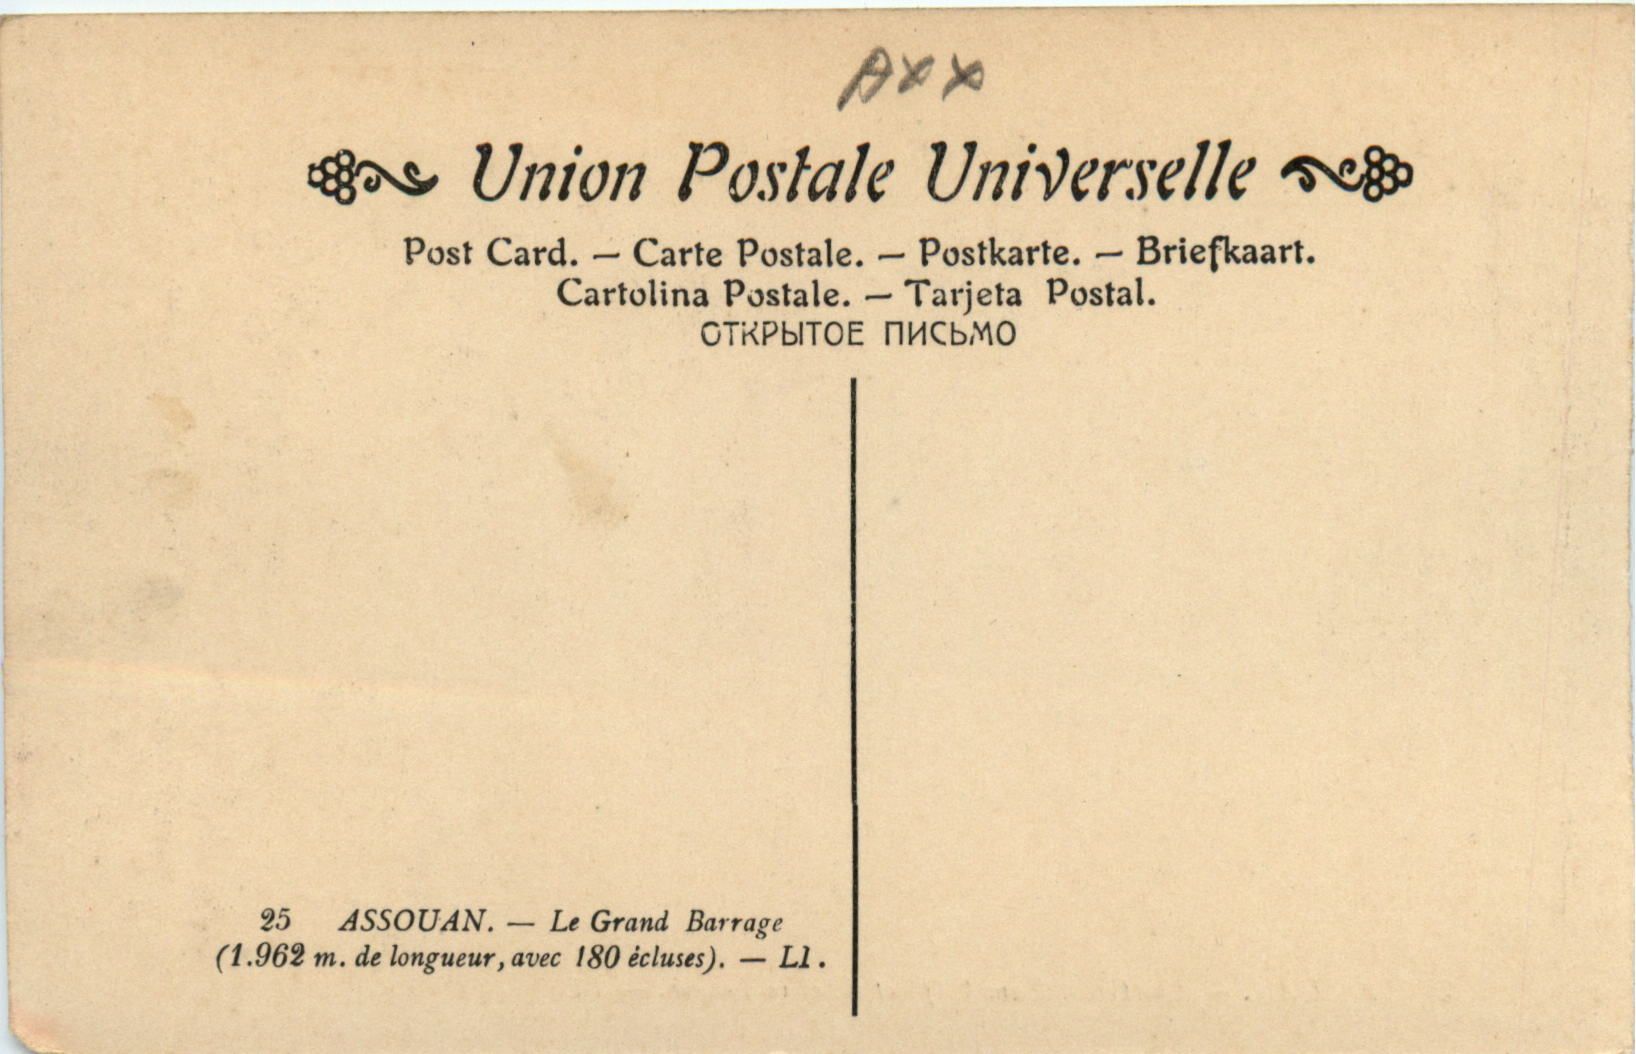 AXX
Union Postale Universelle
Post Card. — Carte Postale. — Postkarte. — Briefkaart.
Cartolina Postale. — Tarjeta Postal.
ОТКРЫТОЕ ПИСЬМО
25 ASSOUAN. — Le Grand Barrage
(1.962 m. de longueur, avec 180 écluses). — LL.